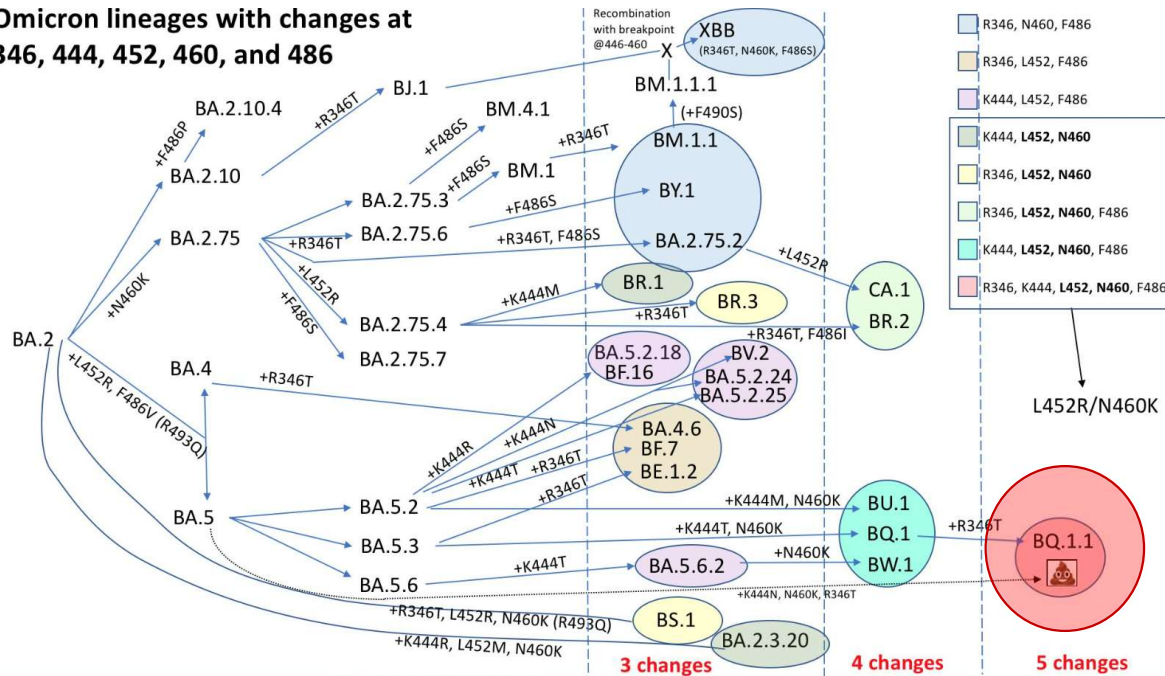 Omicron lineages with changes at
346, 444, 452, 460, and 486
Recombination
with breakpoint
@446-460
XBB
(R346T, N460K, F486S)
X
BM.1.1.1
(+F490S)
BJ.1
+R346T
BA.2.10.4
+F486P
BA.2.10
BM.4.1
+F486S
BM.1
+F486S
+R346T
BM.1.1
BY.1
BA.2.75.2
BA.2.75
BA.2.75.3
BA.2.75.6
+F486S
+R346T
+R346T, F486S
+L452R
+F486S
+L452R
+N460K
BA.2.75.4
BA.2.75.7
+K444M
BR.1
+R346T
BR.3
+R346T, F486I
CA.1
BR.2
BA.2
+L452R, F486V (R493Q)
BA.4
+R346T
BA.5.2.18
BF.16
BV.2
BA.5.2.24
BA.5.2.25
+K444R
+K444N
+K444T
+R346T
+R346T
BA.4.6
BF.7
BE.1.2
BA.5
BA.5.2
BA.5.3
BA.5.6
+K444M, N460K
+K444T, N460K
+K444T
BA.5.6.2
+N460K
BU.1
BQ.1
BW.1
+R346T
BQ.1.1
+K444N, N460K, R346T
+R346T, L452R, N460K (R493Q)
BS.1
+K444R, L452M, N460K
BA.2.3.20
3 changes
4 changes
5 changes
R346, N460, F486
R346, L452, F486
K444, L452, F486
K444, L452, N460
R346, L452, N460
R346, L452, N460, F486
K444, L452, N460, F486
R346, K444, L452, N460, F486
L452R/N460K